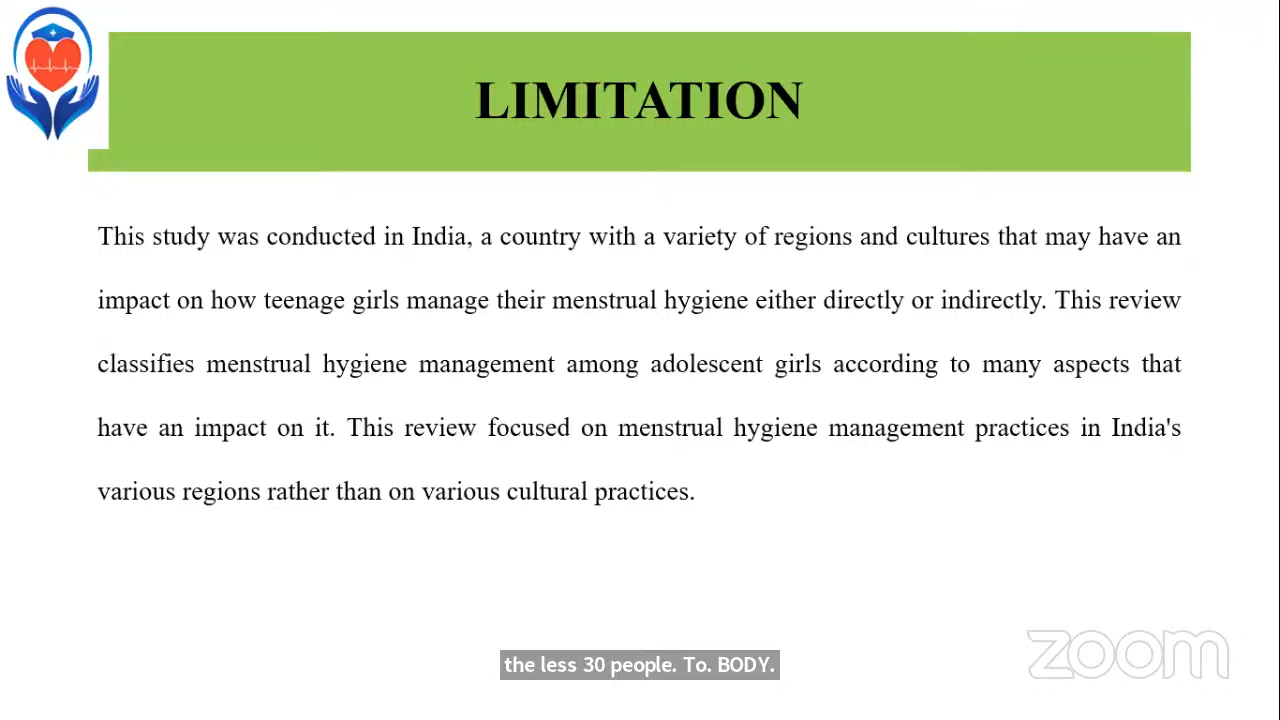 LIMITATION
This study was conducted in India, a country with a variety of regions and cultures that may have an
impact on how teenage girls manage their menstrual hygiene either directly or indirectly. This review
classifies menstrual hygiene management among adolescent girls according to many aspects that
have an impact on it. This review focused on menstrual hygiene management practices in India's
various regions rather than on various cultural practices.
zoom
the less 30 people. To. BODY.